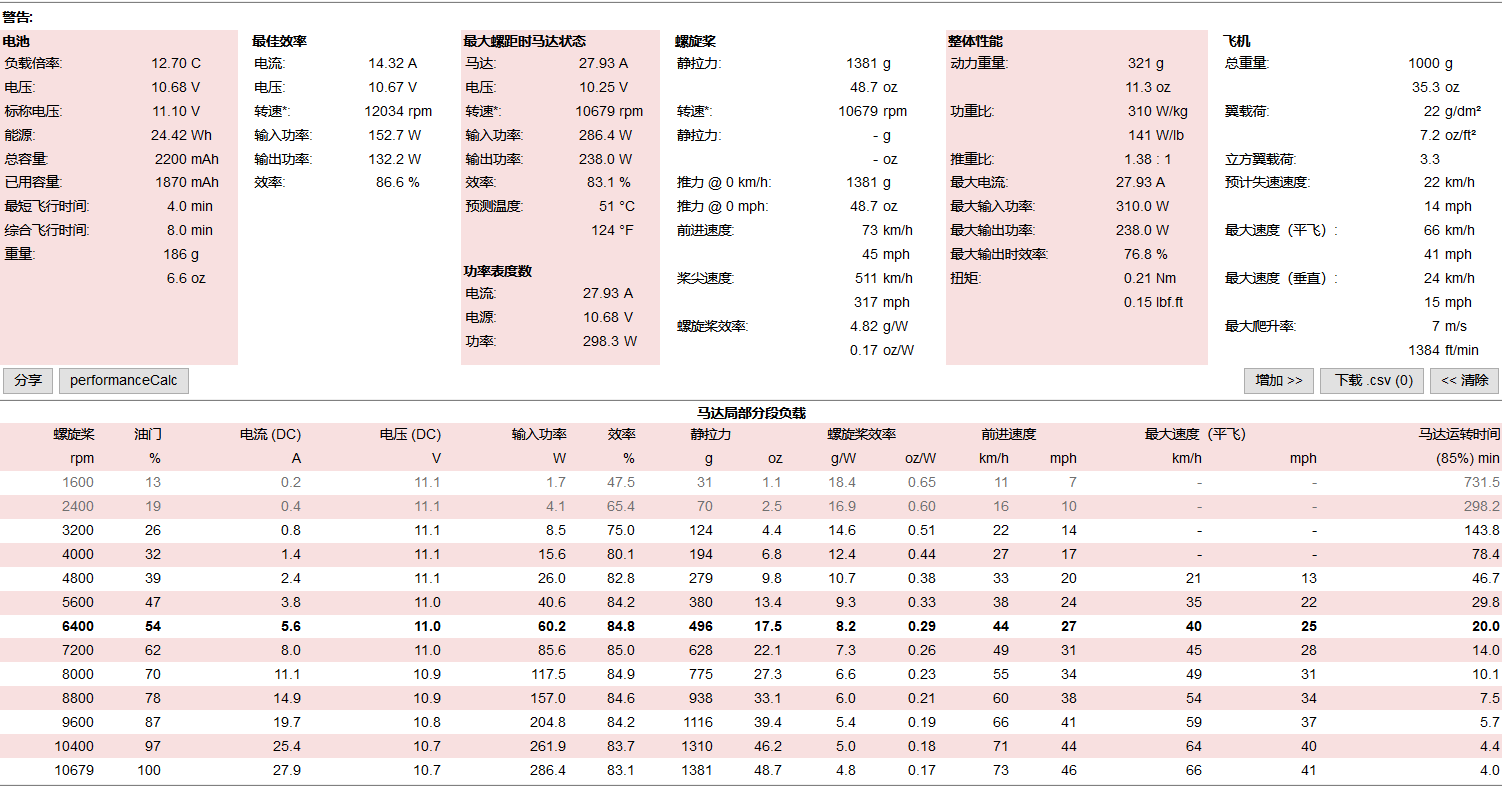 警告:
电池 最佳效率 最大螺距时马达状态 螺旋桨 整体性能 飞机
负载倍率: 12.70 C 电流: 14.32 A 马达: 27.93 A 静拉力: 1381 g 动力重量: 321 g 总重量: 1000 g
电压: 10.68 V 电压: 10.67 V 电压: 10.25 V 48.7 oz 11.3 oz 35.3 oz
标称电压: 11.10 V 转速*: 12034 rpm 转速*: 10679 rpm 转速*: 10679 rpm 功重比: 310 W/kg 翼载荷: 22 g/dm²
能源: 24.42 Wh 输入功率: 152.7 W 输入功率: 286.4 W 静拉力: - g 141 W/lb 7.2 oz/ft²
总容量: 2200 mAh 输出功率: 132.2 W 输出功率: 238.0 W - oz 推重比: 1.38 : 1 立方翼载荷: 3.3
已用容量: 1870 mAh 效率: 86.6 % 效率: 83.1 % 推力 @ 0 km/h: 1381 g 最大电流: 27.93 A 预计失速速度: 22 km/h
最短飞行时间: 4.0 min 预测温度: 51 °C 推力 @ 0 mph: 48.7 oz 最大输入功率: 310.0 W 14 mph
综合飞行时间: 8.0 min 124 °F 前进速度: 73 km/h 最大输出功率: 238.0 W 最大速度（平飞）: 66 km/h
重量: 186 g 45 mph 最大输出时效率: 76.8 % 41 mph
6.6 oz 功率表度数 桨尖速度: 511 km/h 扭矩: 0.21 Nm 最大速度（垂直）: 24 km/h
电流: 27.93 A 317 mph 0.15 lbf.ft 15 mph
电源: 10.68 V 螺旋桨效率: 4.82 g/W 最大爬升率: 7 m/s
功率: 298.3 W 0.17 oz/W 1384 ft/min
分享 performanceCalc 增加 >> 下载 .csv (0) << 清除
马达局部分段负载
螺旋桨 油门 电流 (DC) 电压 (DC) 输入功率 效率 静拉力 螺旋桨效率 前进速度 最大速度（平飞） 马达运转时间
rpm % A V W % g oz g/W oz/W km/h mph km/h mph (85%) min
1600 13 0.2 11.1 1.7 47.5 31 1.1 18.4 0.65 11 7 - - 731.5
2400 19 0.4 11.1 4.1 65.4 70 2.5 16.9 0.60 16 10 - - 298.2
3200 26 0.8 11.1 8.5 75.0 124 4.4 14.6 0.51 22 14 - - 143.8
4000 32 1.4 11.1 15.6 80.1 194 6.8 12.4 0.44 27 17 - - 78.4
4800 39 2.4 11.1 26.0 82.8 279 9.8 10.7 0.38 33 20 21 13 46.7
5600 47 3.8 11.0 40.6 84.2 380 13.4 9.3 0.33 38 24 35 22 29.8
6400 54 5.6 11.0 60.2 84.8 496 17.5 8.2 0.29 44 27 40 25 20.0
7200 62 8.0 11.0 85.6 85.0 628 22.1 7.3 0.26 49 31 45 28 14.0
8000 70 11.1 10.9 117.5 84.9 775 27.3 6.6 0.23 55 34 49 31 10.1
8800 78 14.9 10.9 157.0 84.6 938 33.1 6.0 0.21 60 38 54 34 7.5
9600 87 19.7 10.8 204.8 84.2 1116 39.4 5.4 0.19 66 41 59 37 5.7
10400 97 25.4 10.7 261.9 83.7 1310 46.2 5.0 0.18 71 44 64 40 4.4
10679 100 27.9 10.7 286.4 83.1 1381 48.7 4.8 0.17 73 46 66 41 4.0